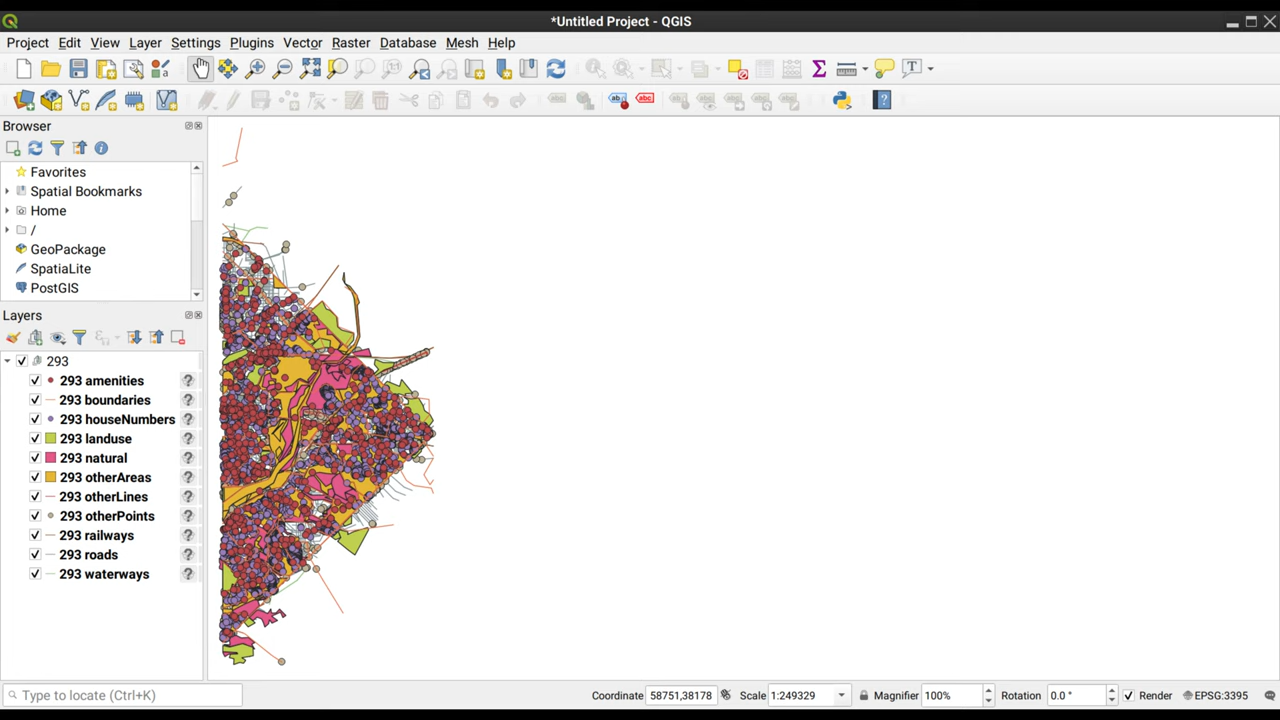 *Untitled Project - QGIS
Project Edit View Layer Settings Plugins Vector Raster Database Mesh Help
Browser
Favorites
Spatial Bookmarks
Home
/
GeoPackage
SpatiaLite
PostGIS
Layers
293
293 amenities
293 boundaries
293 houseNumbers
293 landuse
293 natural
293 otherAreas
293 otherLines
293 otherPoints
293 railways
293 roads
293 waterways
Type to locate (Ctrl+K) Coordinate 58751,38178 Scale 1:249329 Magnifier 100% Rotation 0.0 ° Render EPSG:3395